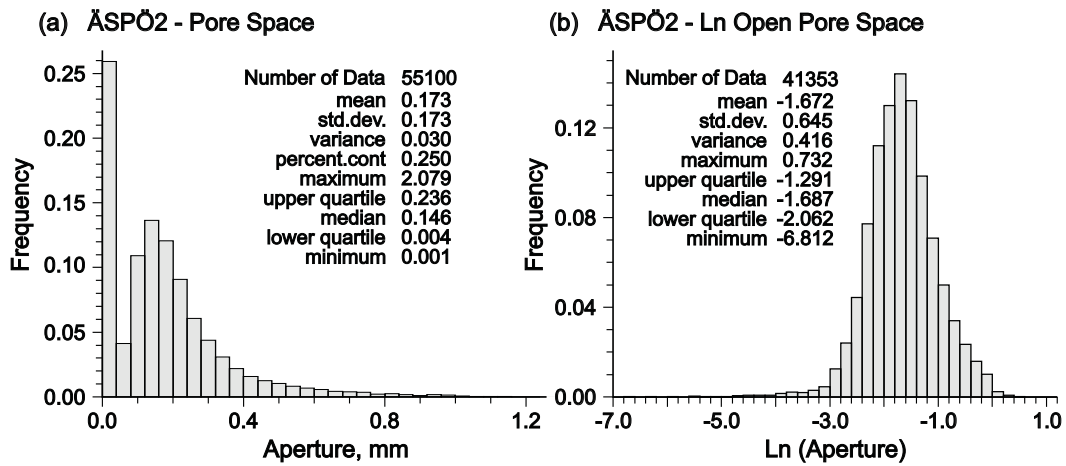 (a) ÄSPÖ2 - Pore Space
Number of Data 55100
mean 0.173
std.dev. 0.173
variance 0.030
percent.cont 0.250
maximum 2.079
upper quartile 0.236
median 0.146
lower quartile 0.004
minimum 0.001
Frequency
0.25
0.20
0.15
0.10
0.05
0.00
0.0 0.4 0.8 1.2
Aperture, mm
(b) ÄSPÖ2 - Ln Open Pore Space
Number of Data 41353
mean -1.672
std.dev. 0.645
variance 0.416
maximum 0.732
upper quartile -1.291
median -1.687
lower quartile -2.062
minimum -6.812
Frequency
0.12
0.08
0.04
0.00
-7.0 -5.0 -3.0 -1.0 1.0
Ln (Aperture)